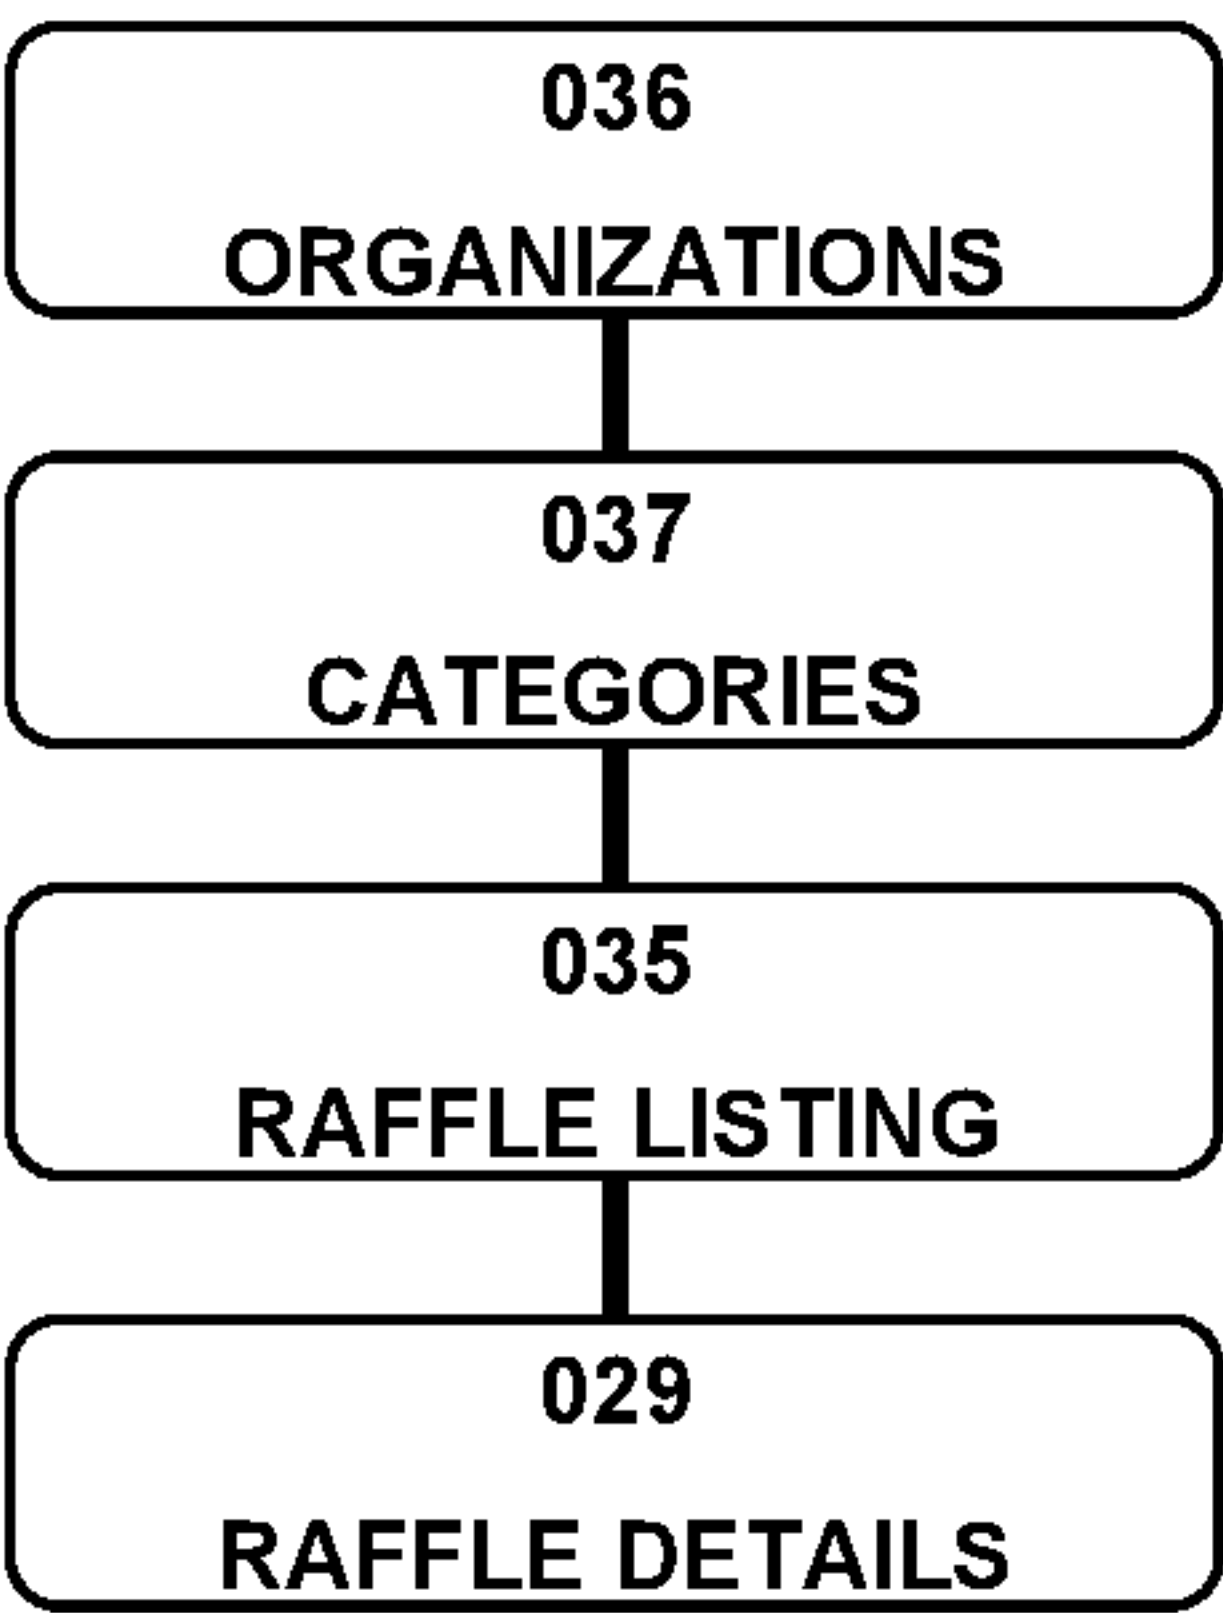 036
ORGANIZATIONS
037
CATEGORIES
035
RAFFLE LISTING
029
RAFFLE DETAILS